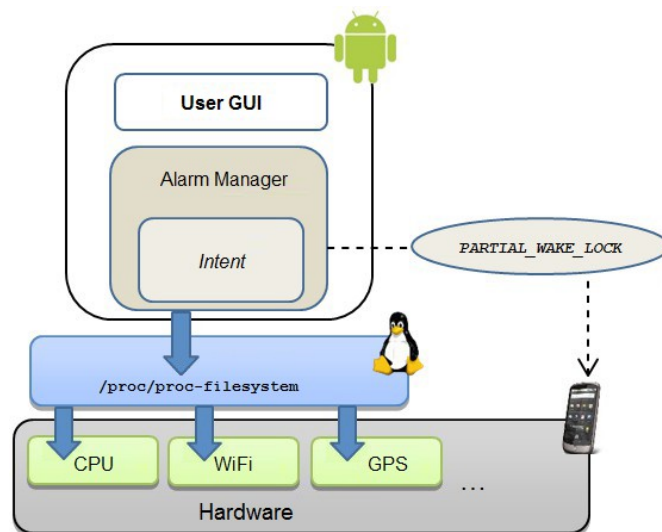 User GUI
Alarm Manager
Intent
PARTIAL_WAKE_LOCK
/proc/proc-filesystem
CPU
WiFi
GPS
...
Hardware